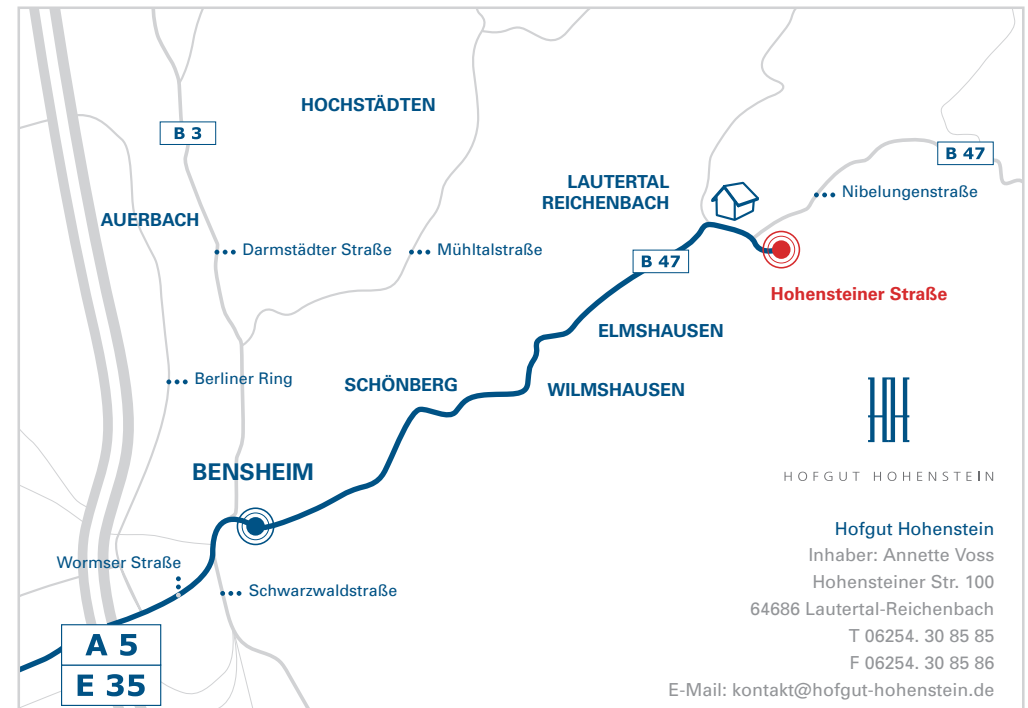 HOCHSTÄDTEN
B 3
B 47
LAUTERTAL
REICHENBACH
Nibelungenstraße
AUERBACH
Darmstädter Straße
Mühltalstraße
B 47
Hohensteiner Straße
ELMSHAUSEN
Berliner Ring
SCHÖNBERG
WILMSHAUSEN
BENSHEIM
HH
HOFGUT HOHENSTEIN
Wormser Straße
Schwarzwaldstraße
A 5
E 35
Hofgut Hohenstein
Inhaber: Annette Voss
Hohensteiner Str. 100
64686 Lautertal-Reichenbach
T 06254. 30 85 85
F 06254. 30 85 86
E-Mail: kontakt@hofgut-hohenstein.de